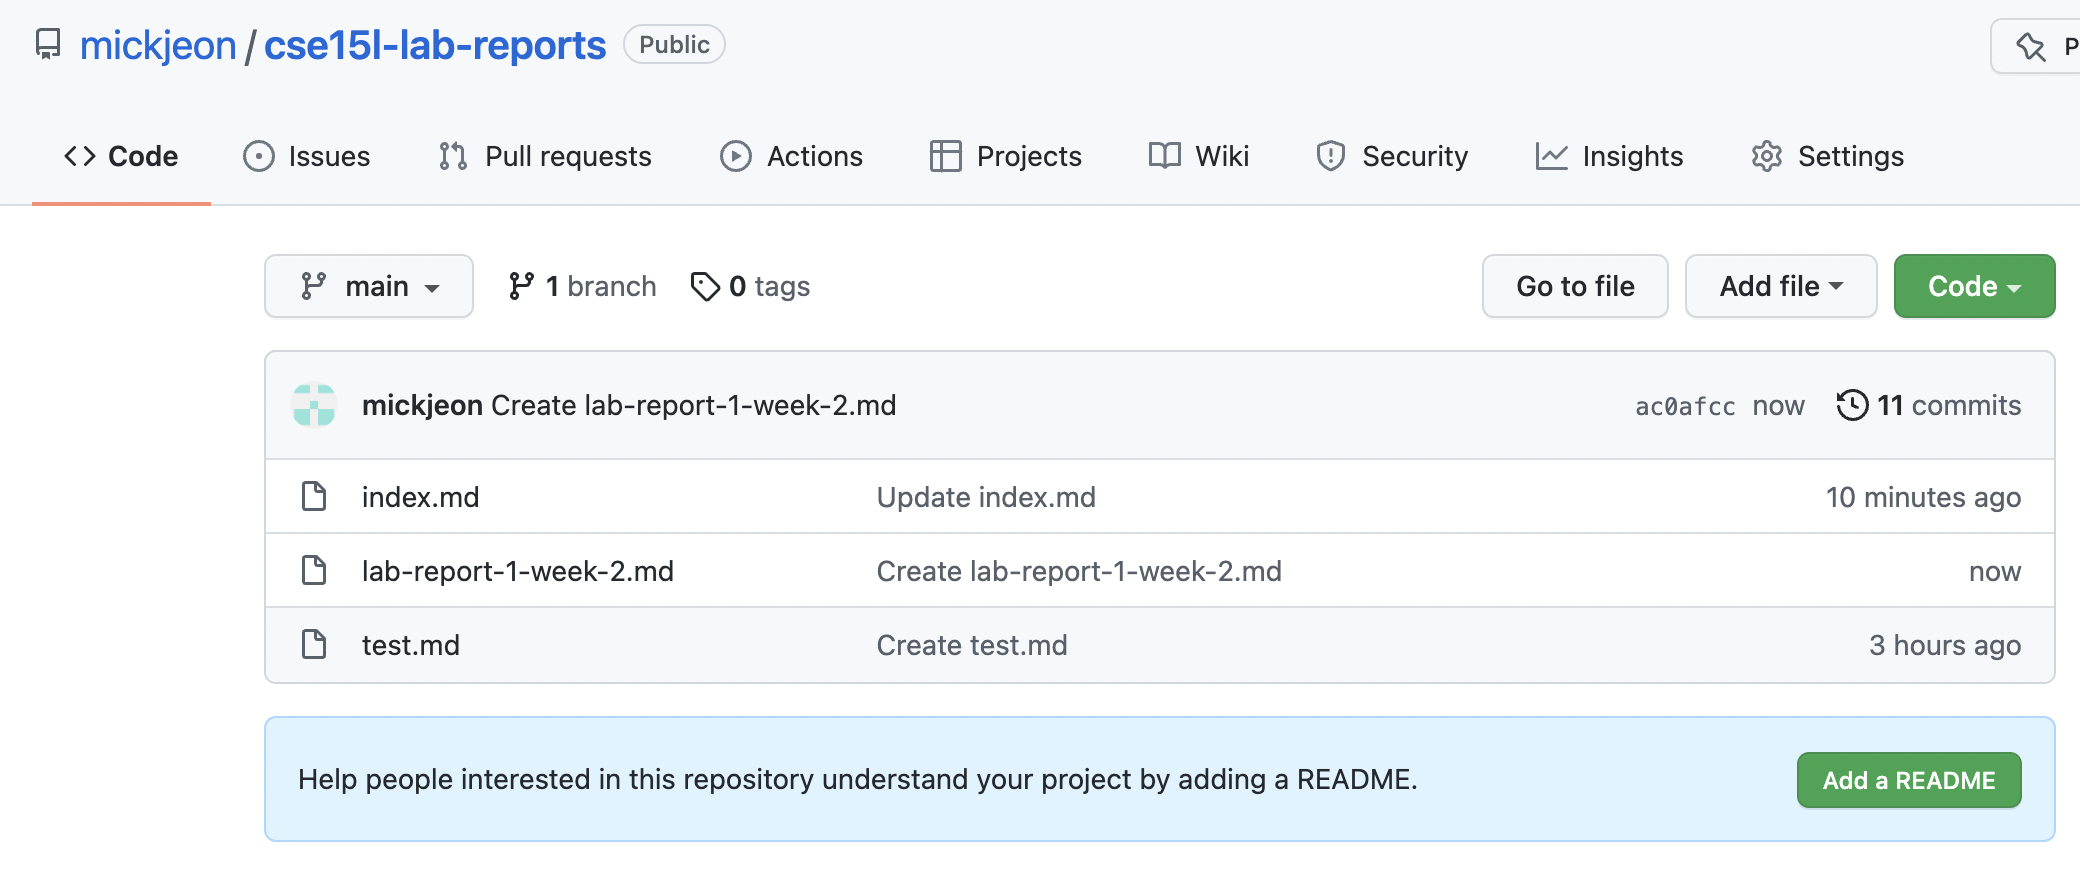 mickjeon / cse15l-lab-reports Public P
Code Issues Pull requests Actions Projects Wiki Security Insights Settings
main 1 branch 0 tags Go to file Add file Code
mickjeon Create lab-report-1-week-2.md ac0afcc now 11 commits
index.md Update index.md 10 minutes ago
lab-report-1-week-2.md Create lab-report-1-week-2.md now
test.md Create test.md 3 hours ago
Help people interested in this repository understand your project by adding a README. Add a README